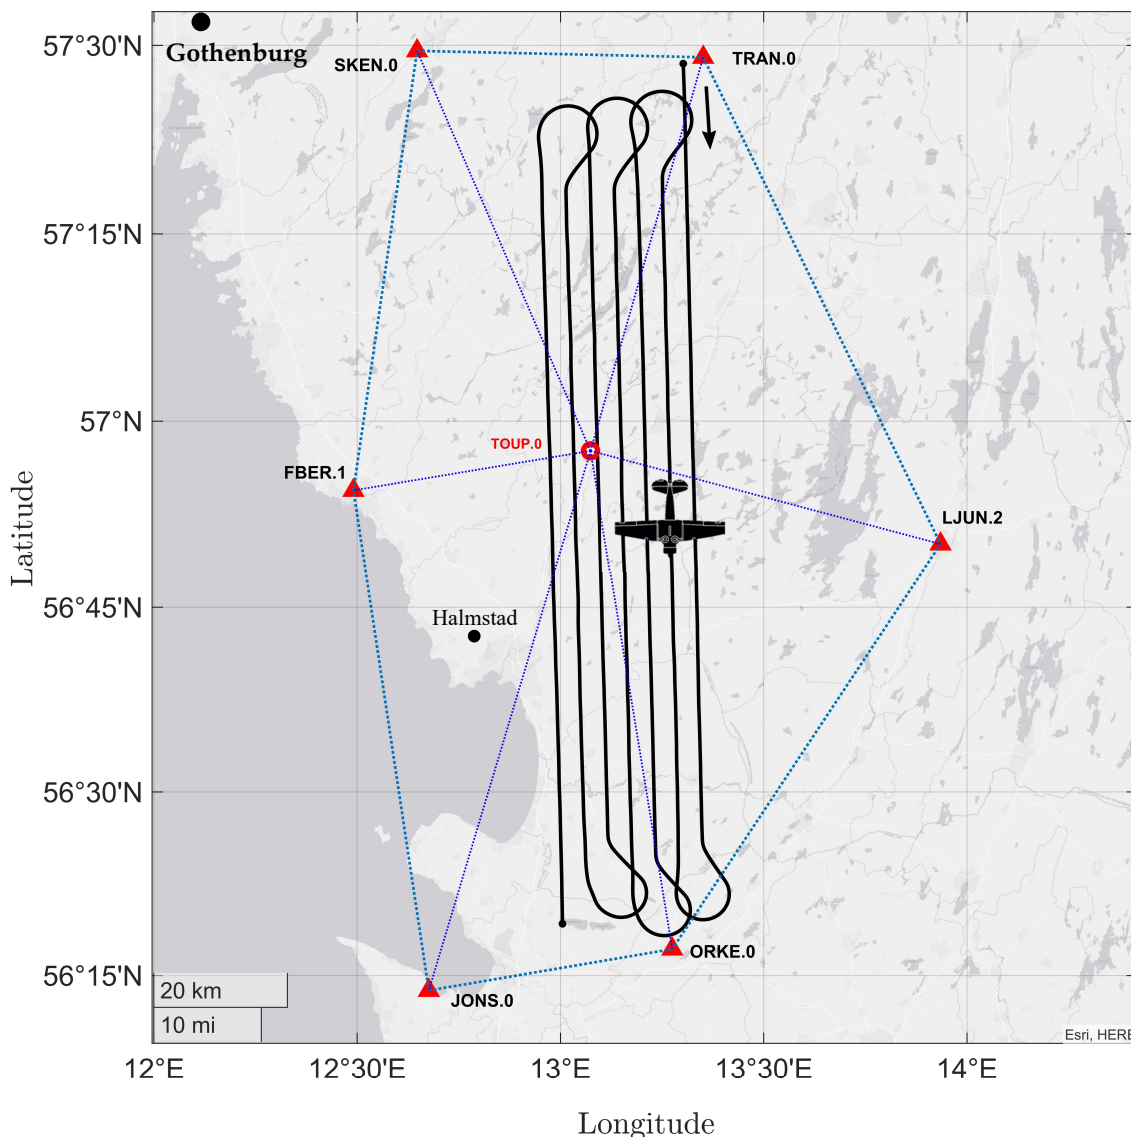 57°30'N
Gothenburg
SKEN.0
TRAN.0
57°15'N
57°N
TOUP.0
FBER.1
LJUN.2
Latitude
56°45'N
Halmstad
56°30'N
56°15'N
ORKE.0
JONS.0
20 km
10 mi
Esri, HERE
12°E
12°30'E
13°E
13°30'E
14°E
Longitude